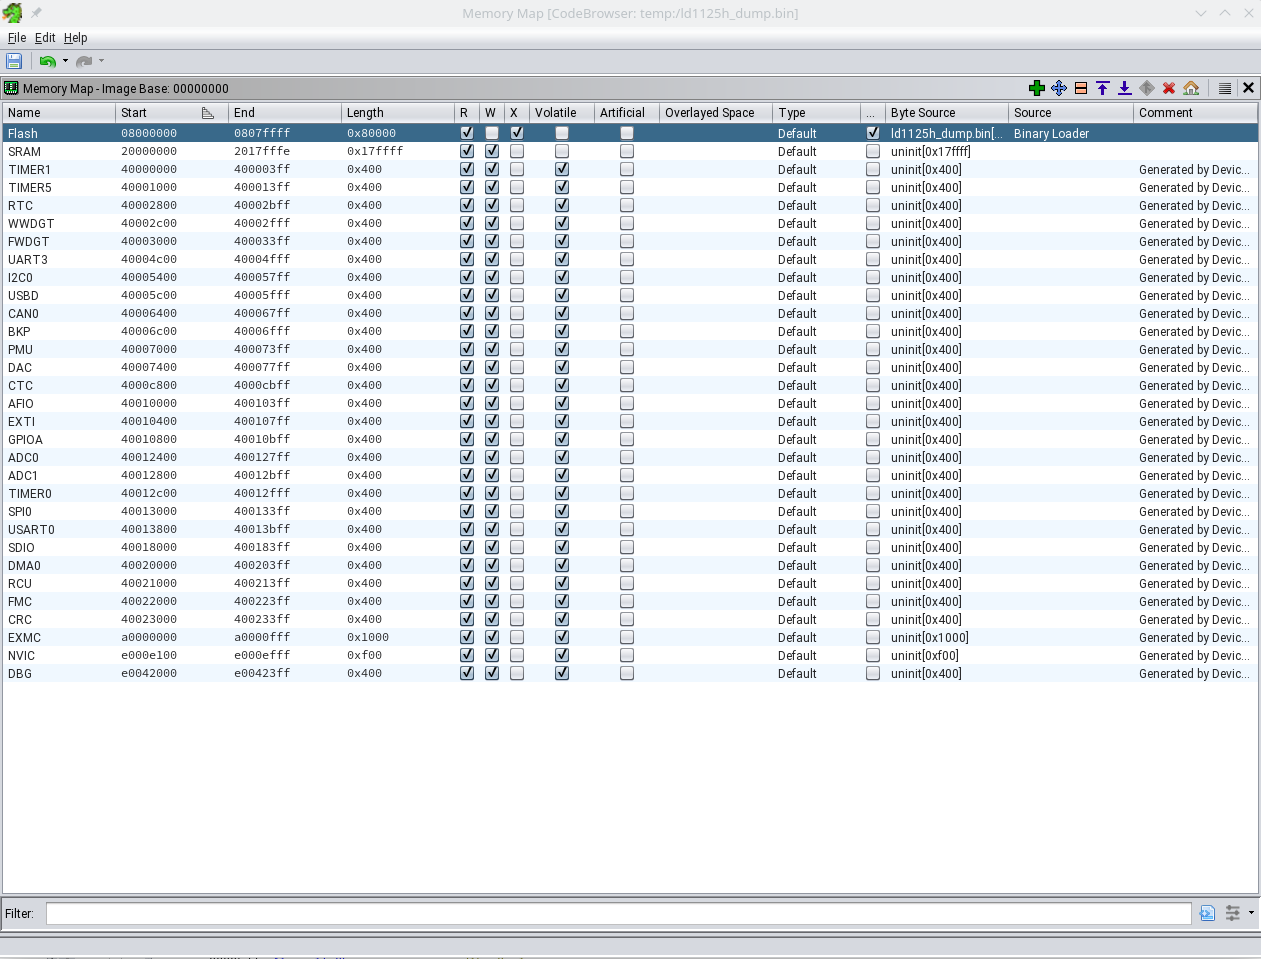 Memory Map [CodeBrowser: temp:/ld1125h_dump.bin]
File Edit Help
Memory Map - Image Base: 00000000
Name Start End Length R W X Volatile Artificial Overlayed Space Type ... Byte Source Source Comment
Flash 08000000 0807ffff 0x80000 Default ld1125h_dump.bin[... Binary Loader
SRAM 20000000 2017fffe 0x17ffff Default uninit[0x17ffff]
TIMER1 40000000 400003ff 0x400 Default uninit[0x400] Generated by Devic...
TIMER5 40001000 400013ff 0x400 Default uninit[0x400] Generated by Devic...
RTC 40002800 40002bff 0x400 Default uninit[0x400] Generated by Devic...
WWDGT 40002c00 40002fff 0x400 Default uninit[0x400] Generated by Devic...
FWDGT 40003000 400033ff 0x400 Default uninit[0x400] Generated by Devic...
UART3 40004c00 40004fff 0x400 Default uninit[0x400] Generated by Devic...
I2C0 40005400 400057ff 0x400 Default uninit[0x400] Generated by Devic...
USBD 40005c00 40005fff 0x400 Default uninit[0x400] Generated by Devic...
CAN0 40006400 400067ff 0x400 Default uninit[0x400] Generated by Devic...
BKP 40006c00 40006fff 0x400 Default uninit[0x400] Generated by Devic...
PMU 40007000 400073ff 0x400 Default uninit[0x400] Generated by Devic...
DAC 40007400 400077ff 0x400 Default uninit[0x400] Generated by Devic...
CTC 4000c800 4000cbff 0x400 Default uninit[0x400] Generated by Devic...
AFIO 40010000 400103ff 0x400 Default uninit[0x400] Generated by Devic...
EXTI 40010400 400107ff 0x400 Default uninit[0x400] Generated by Devic...
GPIOA 40010800 40010bff 0x400 Default uninit[0x400] Generated by Devic...
ADC0 40012400 400127ff 0x400 Default uninit[0x400] Generated by Devic...
ADC1 40012800 40012bff 0x400 Default uninit[0x400] Generated by Devic...
TIMER0 40012c00 40012fff 0x400 Default uninit[0x400] Generated by Devic...
SPI0 40013000 400133ff 0x400 Default uninit[0x400] Generated by Devic...
USART0 40013800 40013bff 0x400 Default uninit[0x400] Generated by Devic...
SDIO 40018000 400183ff 0x400 Default uninit[0x400] Generated by Devic...
DMA0 40020000 400203ff 0x400 Default uninit[0x400] Generated by Devic...
RCU 40021000 400213ff 0x400 Default uninit[0x400] Generated by Devic...
FMC 40022000 400223ff 0x400 Default uninit[0x400] Generated by Devic...
CRC 40023000 400233ff 0x400 Default uninit[0x400] Generated by Devic...
EXMC a0000000 a0000fff 0x1000 Default uninit[0x1000] Generated by Devic...
NVIC e000e100 e000efff 0xf00 Default uninit[0xf00] Generated by Devic...
DBG e0042000 e00423ff 0x400 Default uninit[0x400] Generated by Devic...
Filter: